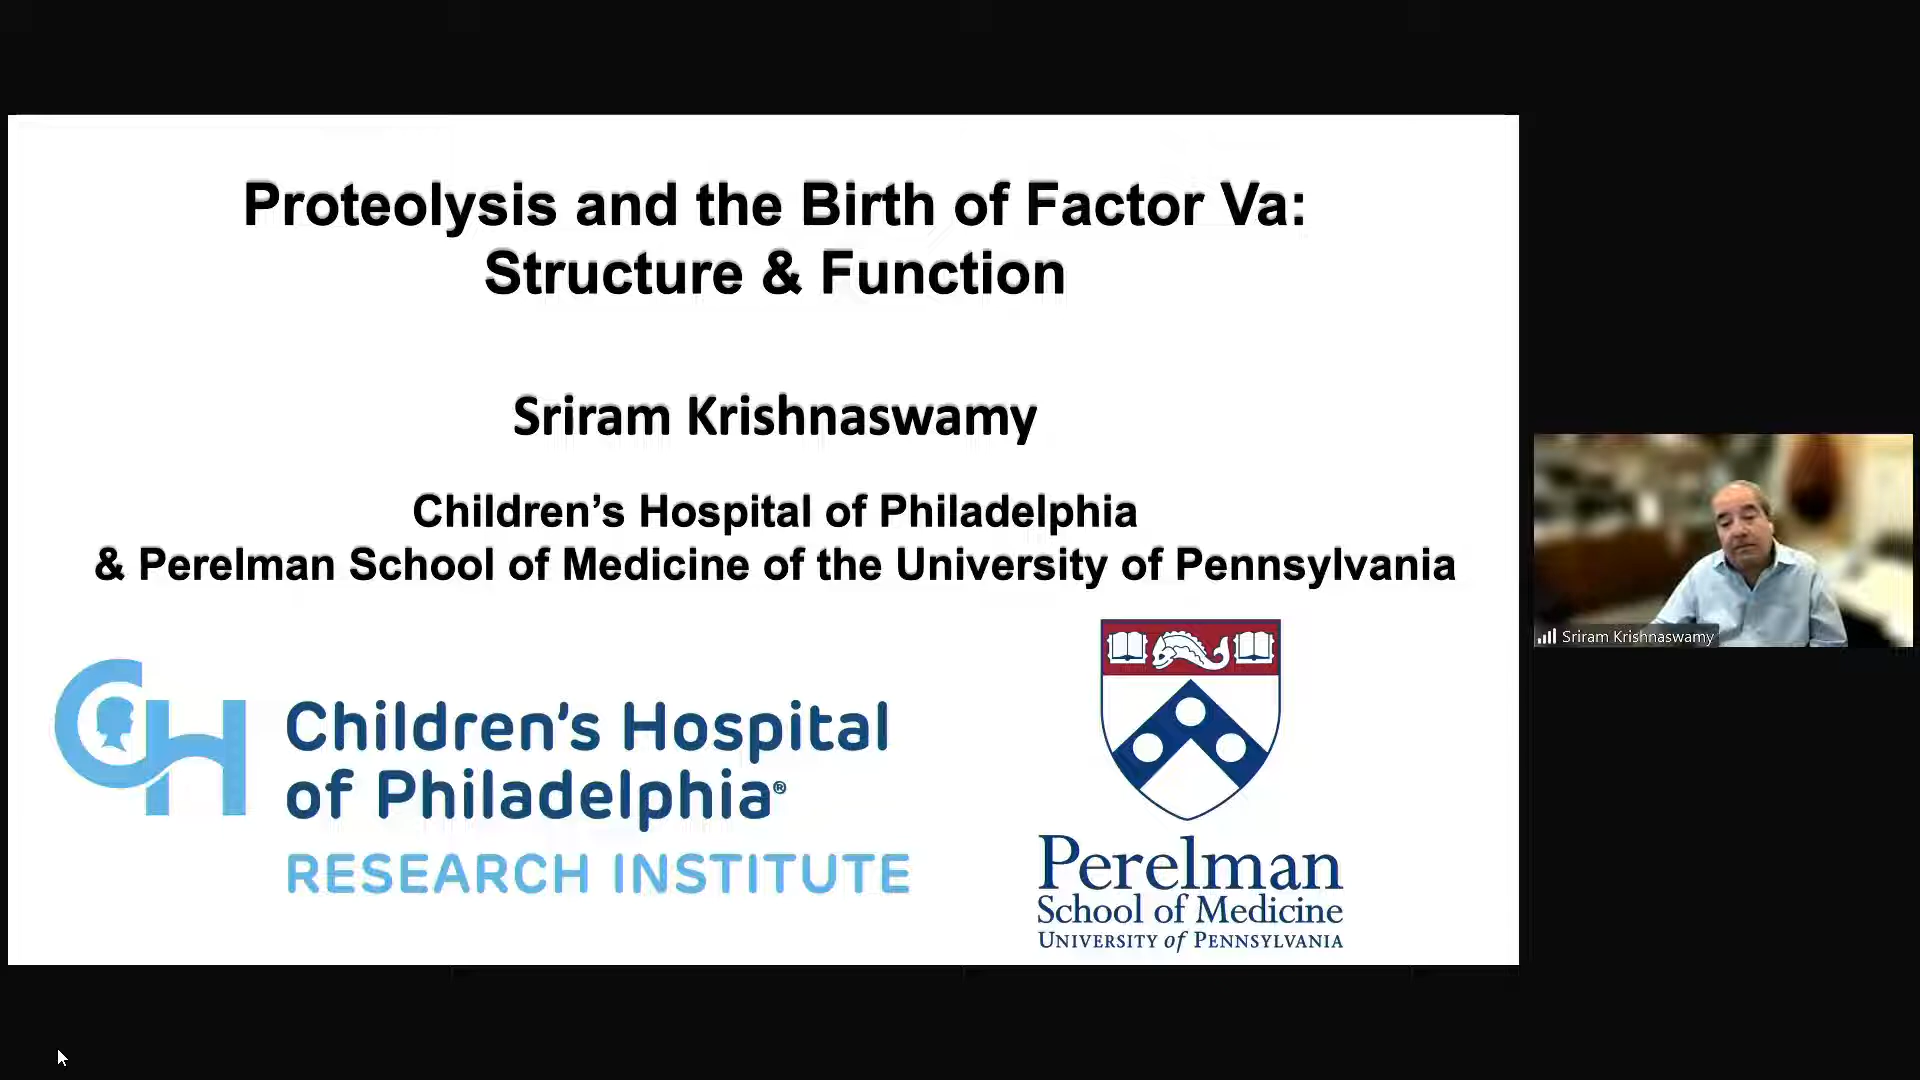 Proteolysis and the Birth of Factor Va:
Structure & Function
Sriram Krishnaswamy
Children’s Hospital of Philadelphia
& Perelman School of Medicine of the University of Pennsylvania
Children’s Hospital
of Philadelphia®
RESEARCH INSTITUTE
Perelman
School of Medicine
UNIVERSITY of PENNSYLVANIA
Sriram Krishnaswamy